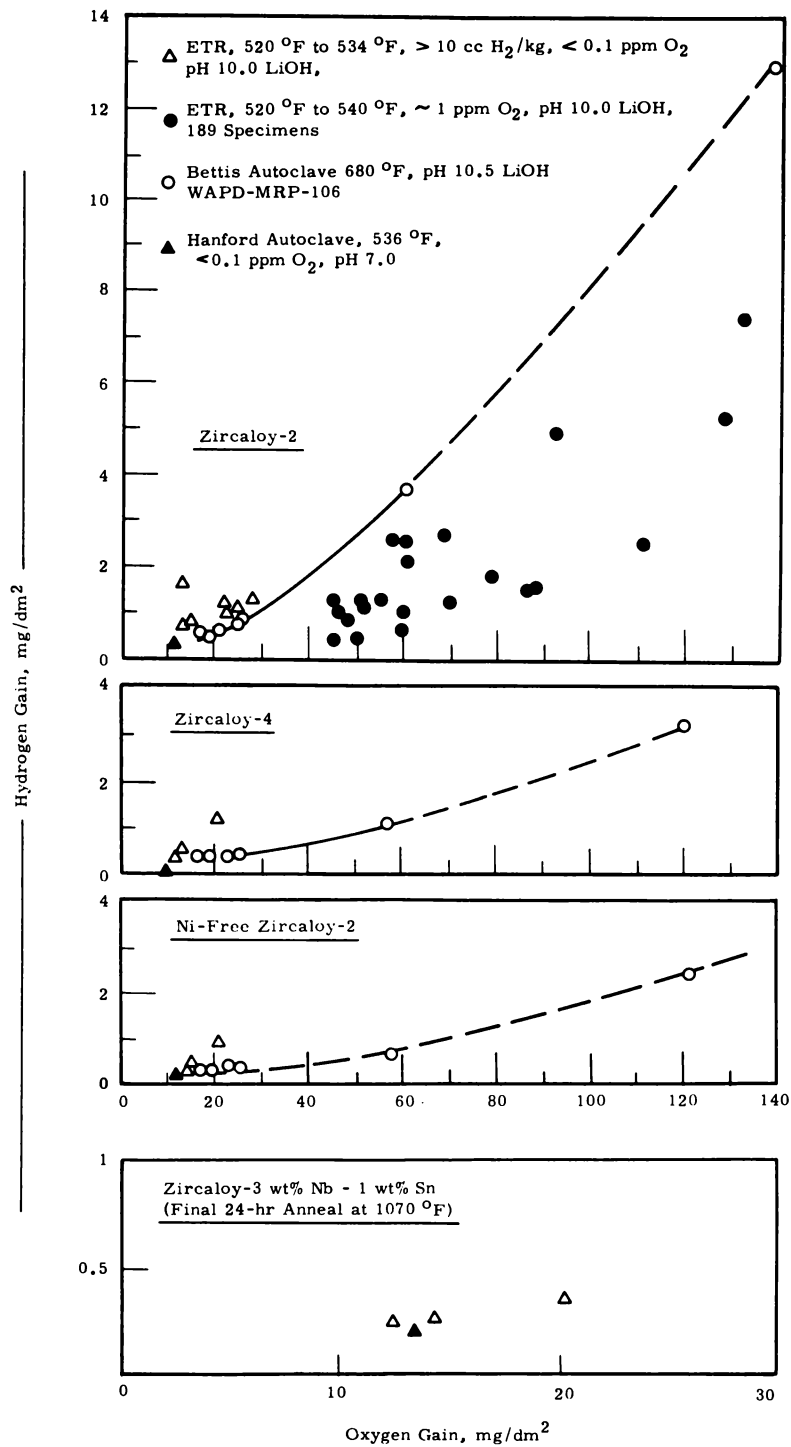 14
12
10
8
6
4
2
0
△ ETR, 520 °F to 534 °F, > 10 cc H₂/kg, < 0.1 ppm O₂
pH 10.0 LiOH,
● ETR, 520 °F to 540 °F, ~ 1 ppm O₂, pH 10.0 LiOH,
189 Specimens
○ Bettis Autoclave 680 °F, pH 10.5 LiOH
WAPD-MRP-106
▲ Hanford Autoclave, 536 °F,
<0.1 ppm O₂, pH 7.0
Zircaloy-2
Hydrogen Gain, mg/dm²
4
2
0
Zircaloy-4
4
2
0
Ni-Free Zircaloy-2
0 20 40 60 80 100 120 140
1
0.5
Zircaloy-3 wt% Nb - 1 wt% Sn
(Final 24-hr Anneal at 1070 °F)
0 10 20 30
Oxygen Gain, mg/dm²